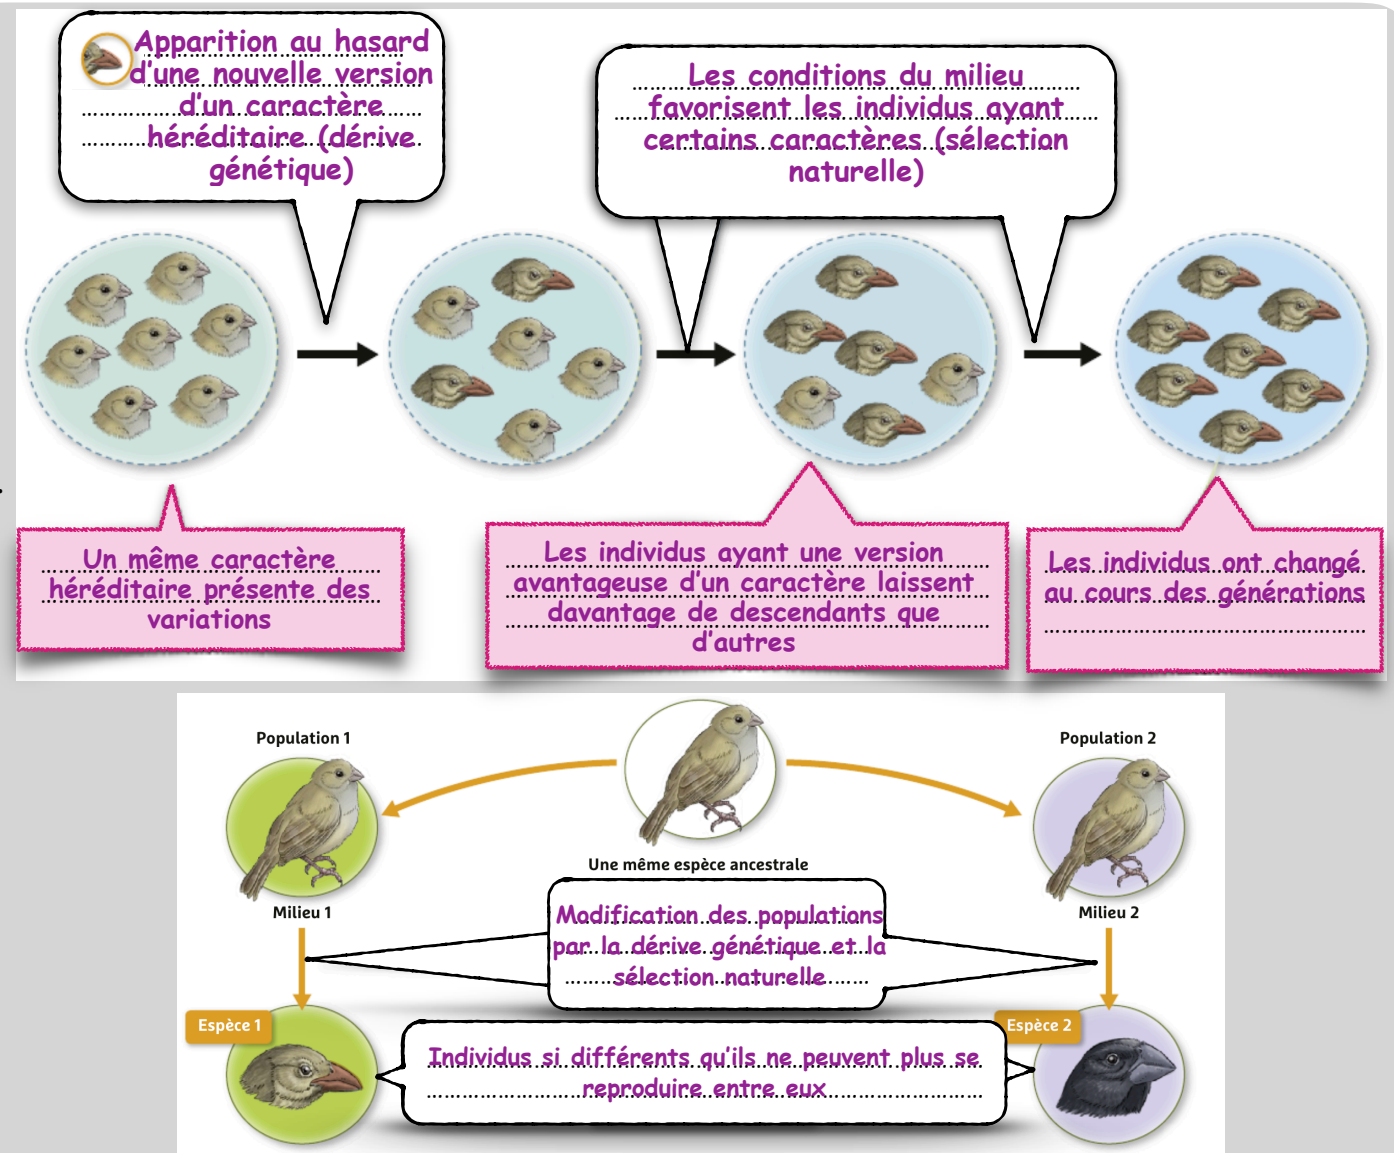 Apparition au hasard
d'une nouvelle version
d'un caractère
héréditaire (dérive
génétique)
Les conditions du milieu
favorisent les individus ayant
certains caractères (sélection
naturelle)
Un même caractère
héréditaire présente des
variations
Les individus ayant une version
avantageuse d'un caractère laissent
davantage de descendants que
d'autres
Les individus ont changé
au cours des générations
Population 1
Population 2
Une même espèce ancestrale
Milieu 1
Milieu 2
Modification des populations
par la dérive génétique et la
sélection naturelle
Espèce 1
Espèce 2
Individus si différents qu'ils ne peuvent plus se
reproduire entre eux